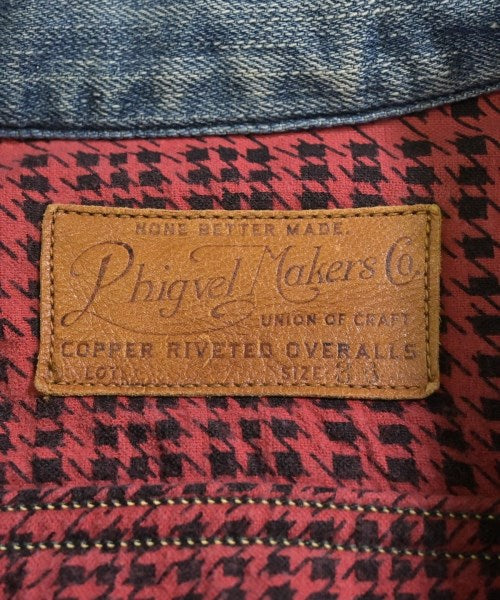 NONE BETTER MADE.
Phigvel Makers Co.
UNION OF CRAFT
COPPER RIVETED OVERALLS
LOT. SIZE.